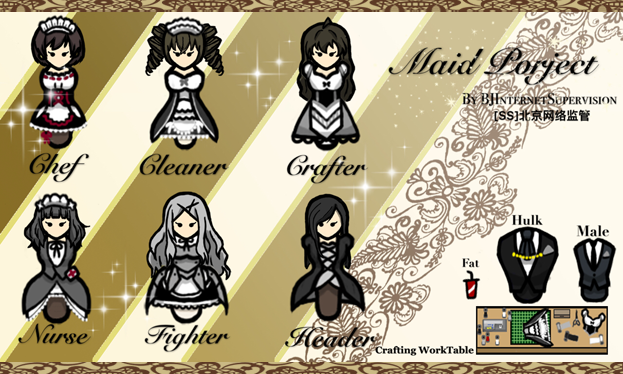 Maid Porject
By BJInternetSupervision
[SS]北京网络监管
Chef
Cleaner
Crafter
Nurse
Fighter
Header
Hulk
Male
Fat
Crafting WorkTable